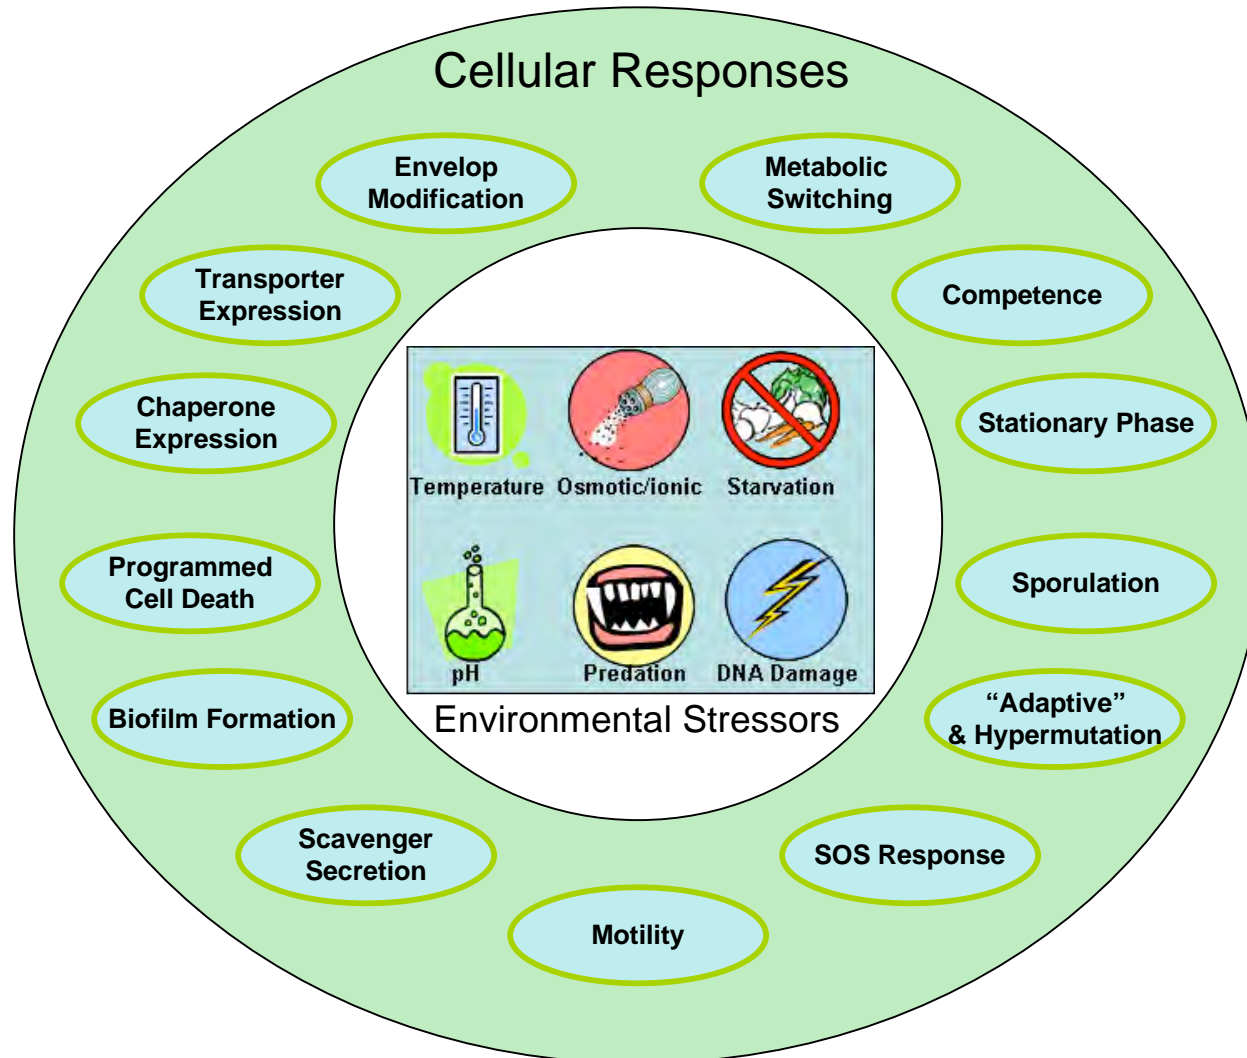 Cellular Responses
Envelop
Modification
Metabolic
Switching
Transporter
Expression
Competence
Chaperone
Expression
Stationary Phase
Temperature
Osmotic/ionic
Starvation
Programmed
Cell Death
Sporulation
pH
Predation
DNA Damage
Environmental Stressors
Biofilm Formation
“Adaptive”
& Hypermutation
Scavenger
Secretion
SOS Response
Motility